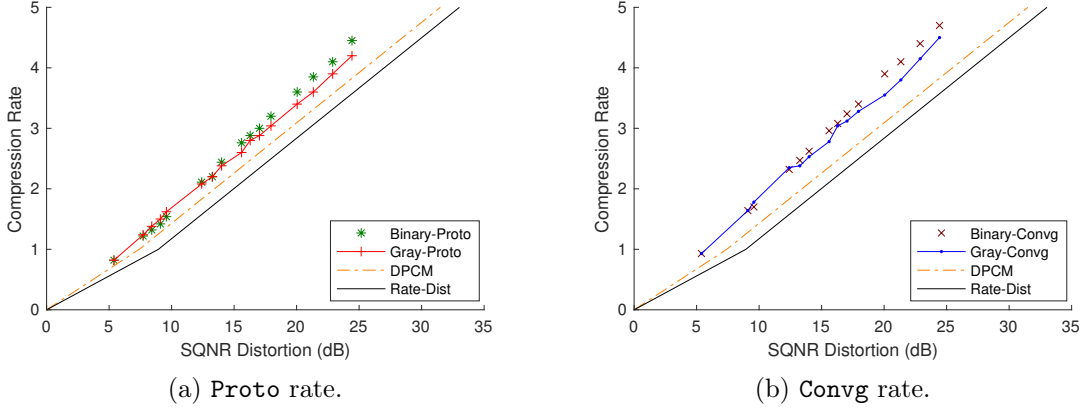 5
4
3
2
1
0
Compression Rate
0 5 10 15 20 25 30 35
SQNR Distortion (dB)
Binary-Proto
Gray-Proto
DPCM
Rate-Dist
(a) Proto rate.
5
4
3
2
1
0
Compression Rate
0 5 10 15 20 25 30 35
SQNR Distortion (dB)
Binary-Convg
Gray-Convg
DPCM
Rate-Dist
(b) Convg rate.